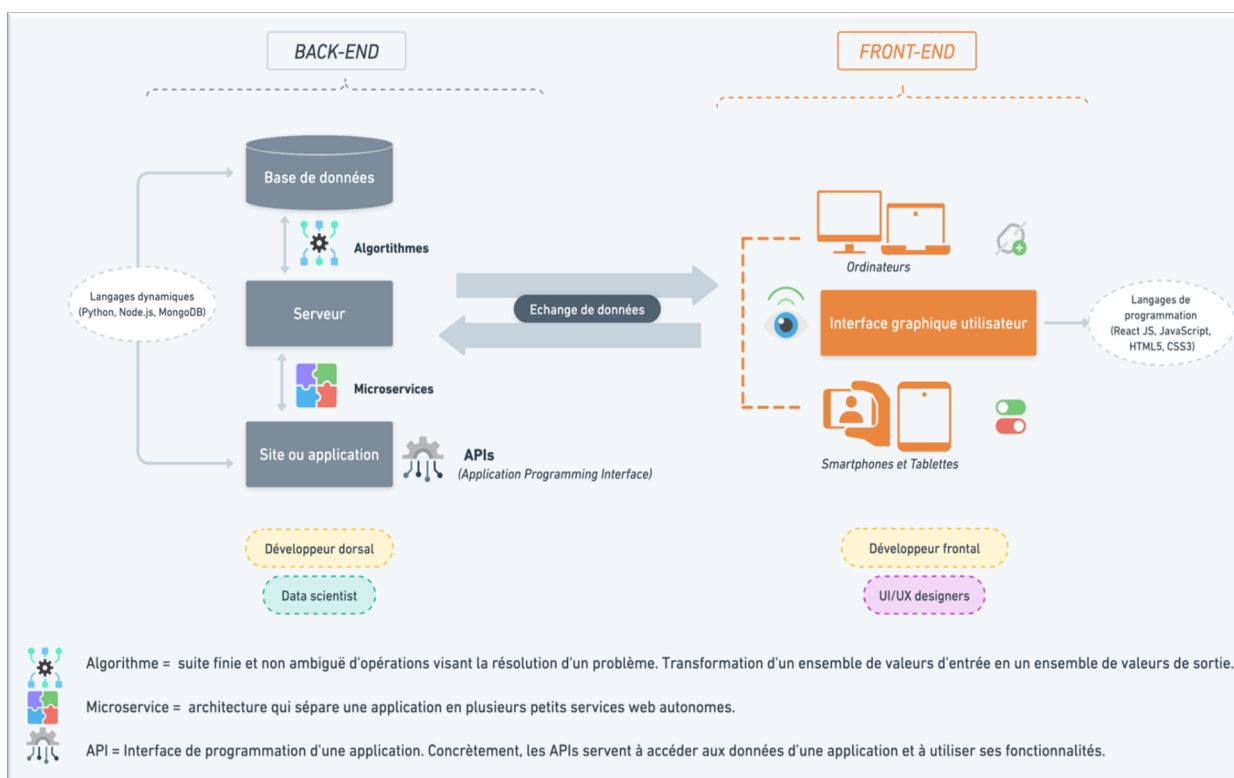 BACK-END
FRONT-END
Base de données
Algortithmes
Ordinateurs
Langages dynamiques
(Python, Node.js, MongoDB)
Serveur
Echange de données
Interface graphique utilisateur
Langages de
programmation
(React JS, JavaScript,
HTML5, CSS3)
Microservices
Site ou application
APIs
(Application Programming Interface)
Smartphones et Tablettes
Développeur dorsal
Développeur frontal
Data scientist
UI/UX designers
Algorithme = suite finie et non ambiguë d'opérations visant la résolution d'un problème. Transformation d'un ensemble de valeurs d'entrée en un ensemble de valeurs de sortie.
Microservice = architecture qui sépare une application en plusieurs petits services web autonomes.
API = Interface de programmation d'une application. Concrètement, les APIs servent à accéder aux données d'une application et à utiliser ses fonctionnalités.